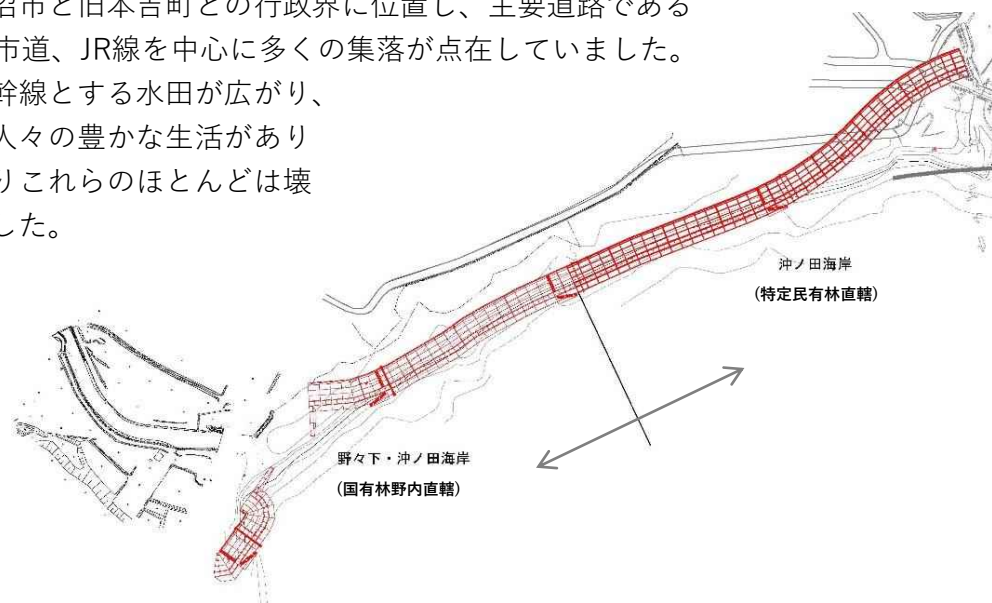 沼市と旧本吉町との行政界に位置し、主要道路である
市道、JR線を中心に多くの集落が点在していました。
幹線とする水田が広がり、
人々の豊かな生活があり
りこれらのほとんどは壊
した。
沖ノ田海岸
(特定民有林直轄)
野々下・沖ノ田海岸
(国有林野内直轄)